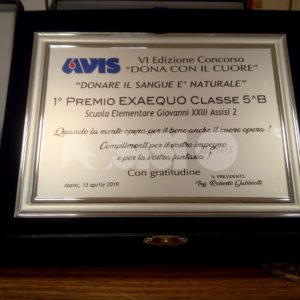 AVIS
VI Edizione Concorso
"DONA CON IL CUORE"
"DONARE IL SANGUE E' NATURALE"
1° PREMIO EXAEQUO CLASSE 5^B
Scuola Elementare Giovanni XXIII Assisi 2
Quando la mente opera per il bene anche il cuore opera!
Complimenti per il vostro impegno
e per la vostra fantasia!
Con gratitudine
Assisi, 13 aprile 2019
IL PRESIDENTE
Ing. Roberto Gubbiotti